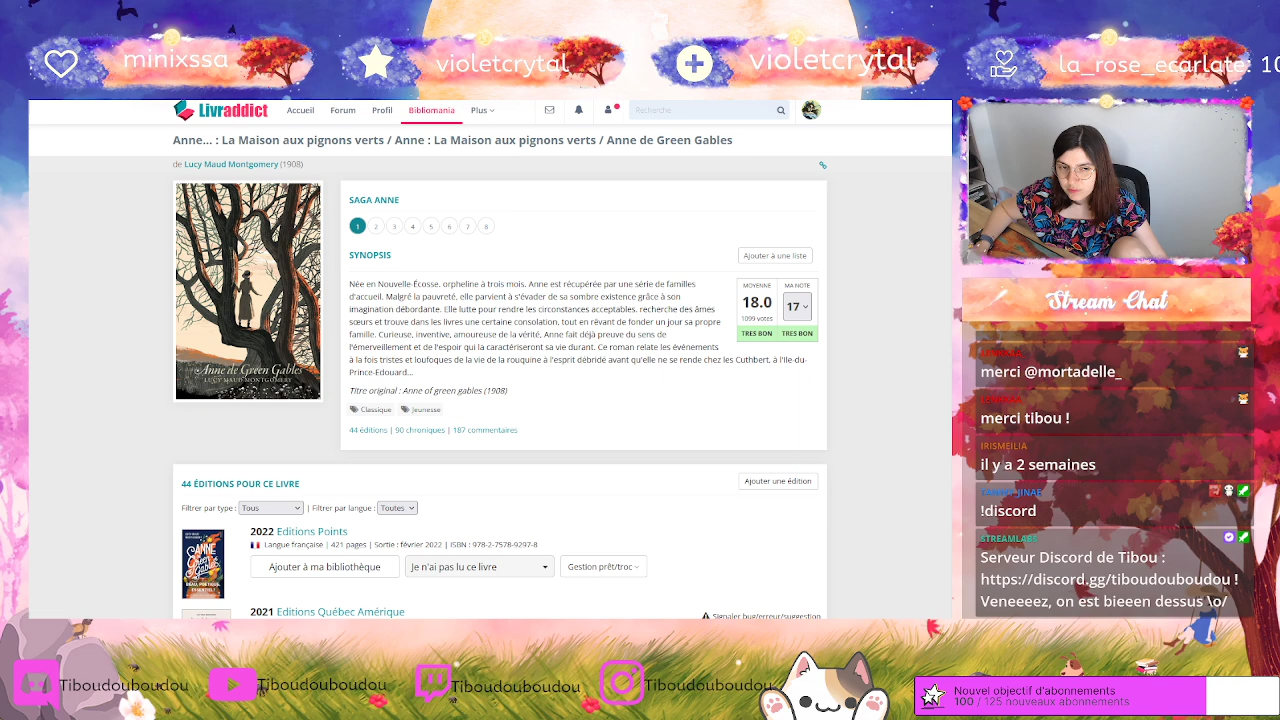 minixssa
violetcrytal
violetcrytal
la_rose_ecarlate: 10
Livraddict
Accueil
Forum
Profil
Bibliomania
Plus
Recherche
Anne... : La Maison aux pignons verts / Anne : La Maison aux pignons verts / Anne de Green Gables
de Lucy Maud Montgomery (1908)
Anne de Green Gables
LUCY MAUD MONTGOMERY
SAGA ANNE
1 2 3 4 5 6 7 8
SYNOPSIS
Ajouter à une liste
Née en Nouvelle-Écosse, orpheline à trois mois, Anne est récupérée par une série de familles
d'accueil. Malgré la pauvreté, elle parvient à s'évader de sa sombre existence grâce à son
imagination débordante. Elle lutte pour rendre les circonstances acceptables, recherche des âmes
sœurs et trouve dans les livres une certaine consolation, tout en rêvant de fonder un jour sa propre
famille. Curieuse, inventive, amoureuse de la vérité, Anne fait déjà preuve du sens de
l'émerveillement et de l'espoir qui la caractériseront sa vie durant. Ce roman relate les événements
à la fois tristes et loufoques de la vie de la rouquine à l'esprit débridé avant qu'elle ne se rende chez les Cuthbert, à l'Ile-du-
Prince-Edouard...
MOYENNE
18.0
1099 votes
TRES BON
MA NOTE
17
TRES BON
Titre original : Anne of green gables (1908)
Classique
Jeunesse
44 éditions | 90 chroniques | 187 commentaires
44 ÉDITIONS POUR CE LIVRE
Ajouter une édition
Filtrer par type : Tous | Filtrer par langue : Toutes
2022 Editions Points
Langue française | 421 pages | Sortie : février 2022 | ISBN : 978-2-7578-9297-8
Ajouter à ma bibliothèque
Je n'ai pas lu ce livre
Gestion prêt/troc
2021 Editions Québec Amérique
Signaler bug/erreur/suggestion
Stream Chat
merci @mortadelle_
merci tibou !
IRISMEILIA
il y a 2 semaines
!discord
STREAMLABS
Serveur Discord de Tibou :
https://discord.gg/tiboudouboudou !
Veneeeez, on est bieeen dessus \o/
Tiboudouboudou
Tiboudouboudou
Tiboudouboudou
Tiboudouboudou
Nouvel objectif d'abonnements
100 / 125 nouveaux abonnements